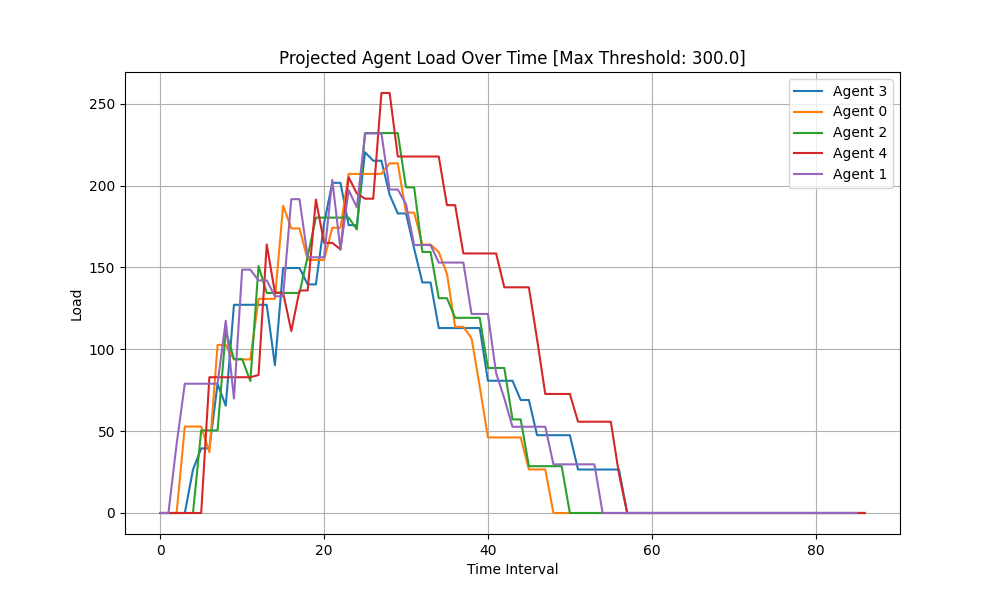 Projected Agent Load Over Time [Max Threshold: 300.0]
Load
250
200
150
100
50
0
0 20 40 60 80
Time Interval
Agent 3
Agent 0
Agent 2
Agent 4
Agent 1